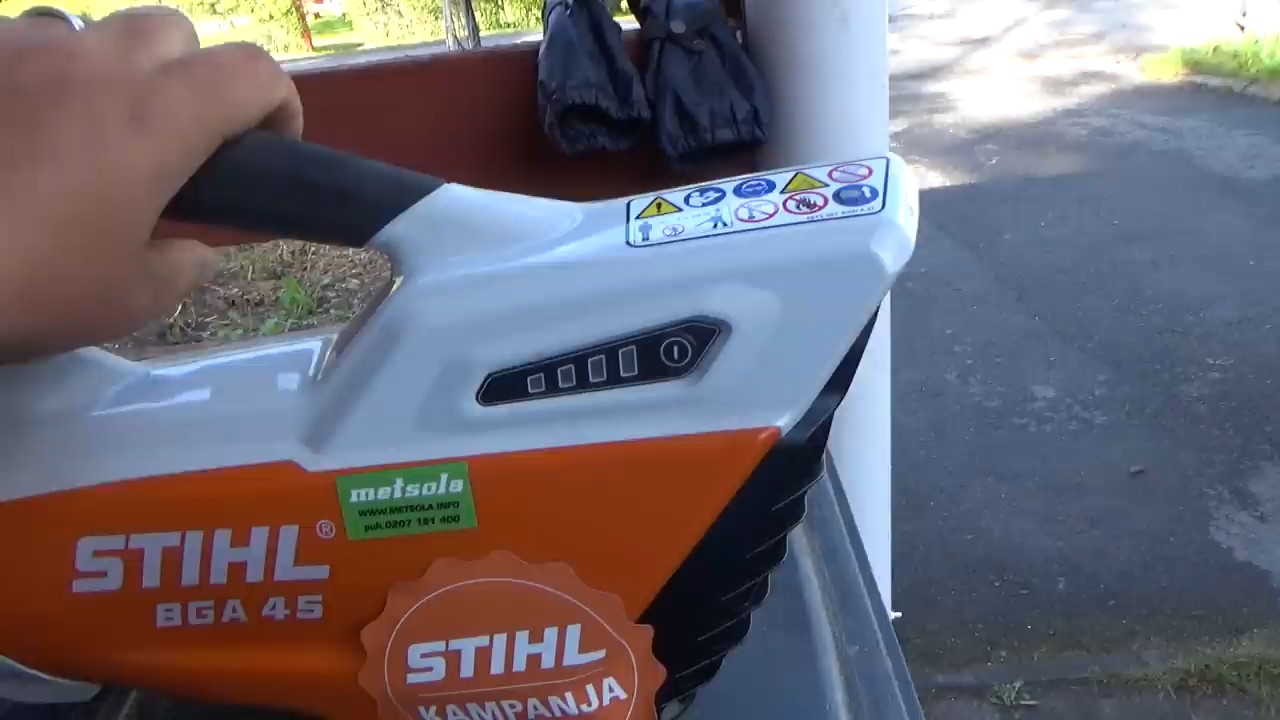 metsola
WWW.METSOLA.INFO
puh.0207 181 400
STIHL®
BGA 45
STIHL
KAMPANJA